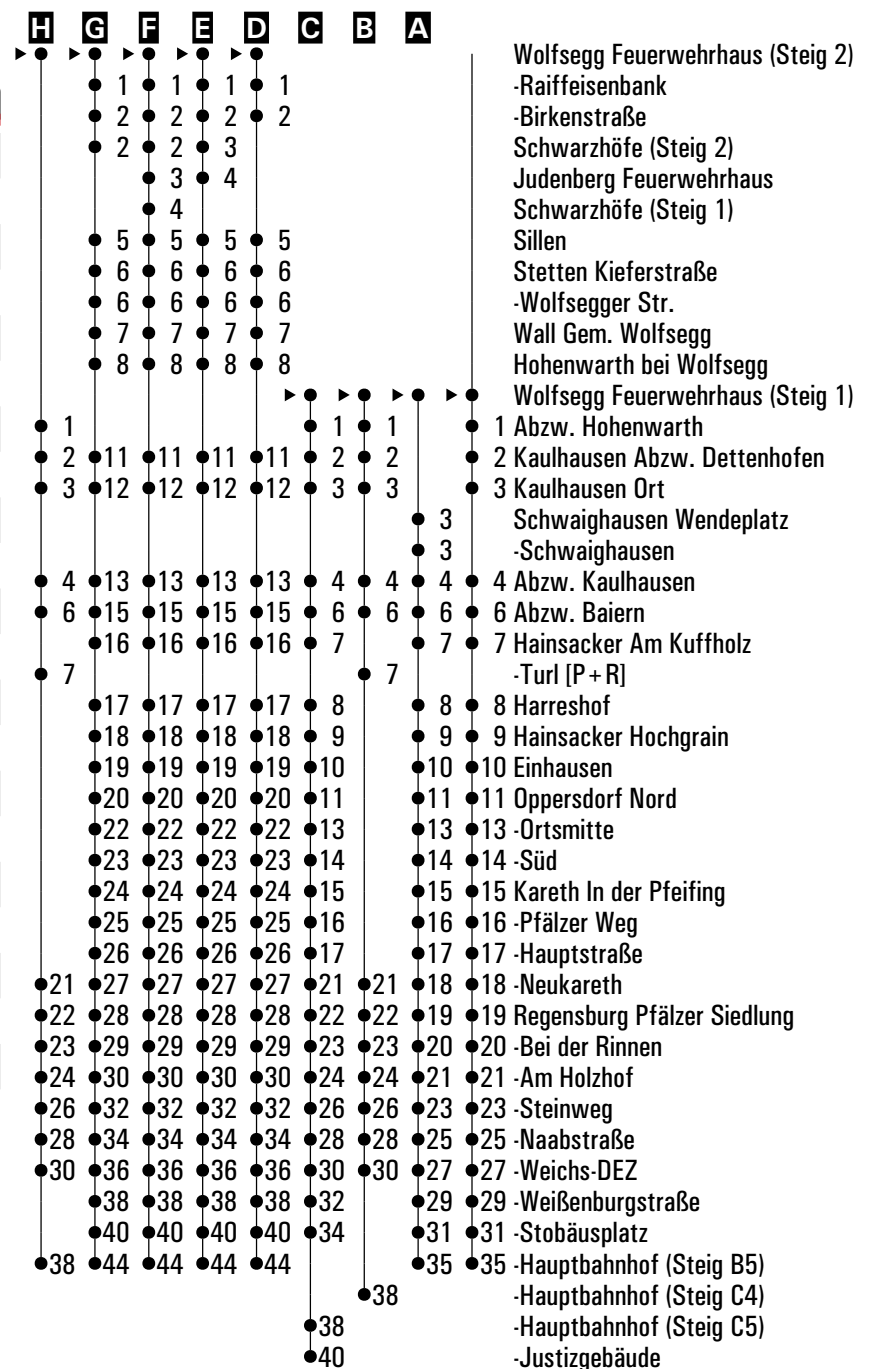 H G F E D C B A
Wolfsegg Feuerwehrhaus (Steig 2)
1 1 1 1 -Raiffeisenbank
2 2 2 2 -Birkenstraße
2 2 3 Schwarzhöfe (Steig 2)
3 4 Judenberg Feuerwehrhaus
4 Schwarzhöfe (Steig 1)
5 5 5 5 Sillen
6 6 6 6 Stetten Kieferstraße
6 6 6 6 -Wolfsegger Str.
7 7 7 7 Wall Gem. Wolfsegg
8 8 8 8 Hohenwarth bei Wolfsegg
Wolfsegg Feuerwehrhaus (Steig 1)
1 1 1 1 Abzw. Hohenwarth
2 11 11 11 11 2 2 2 Kaulhausen Abzw. Dettenhofen
3 12 12 12 12 3 3 3 Kaulhausen Ort
3 Schwaighausen Wendeplatz
3 -Schwaighausen
4 13 13 13 13 4 4 4 4 Abzw. Kaulhausen
6 15 15 15 15 6 6 6 6 Abzw. Baiern
16 16 16 16 7 7 7 Hainsacker Am Kuffholz
7 7 -Turl [P+R]
17 17 17 17 8 8 8 Harreshof
18 18 18 18 9 9 9 Hainsacker Hochgrain
19 19 19 19 10 10 10 Einhausen
20 20 20 20 11 11 11 Oppersdorf Nord
22 22 22 22 13 13 13 -Ortsmitte
23 23 23 23 14 14 14 -Süd
24 24 24 24 15 15 15 Kareth In der Pfeifing
25 25 25 25 16 16 16 -Pfälzer Weg
26 26 26 26 17 17 17 -Hauptstraße
21 27 27 27 27 21 21 18 18 -Neukareth
22 28 28 28 28 22 22 19 19 Regensburg Pfälzer Siedlung
23 29 29 29 29 23 23 20 20 -Bei der Rinnen
24 30 30 30 30 24 24 21 21 -Am Holzhof
26 32 32 32 32 26 26 23 23 -Steinweg
28 34 34 34 34 28 28 25 25 -Naabstraße
30 36 36 36 36 30 30 27 27 -Weichs-DEZ
38 38 38 38 32 29 29 -Weißenburgstraße
40 40 40 40 34 31 31 -Stobäusplatz
38 44 44 44 44 35 35 -Hauptbahnhof (Steig B5)
38 -Hauptbahnhof (Steig C4)
38 -Hauptbahnhof (Steig C5)
40 -Justizgebäude